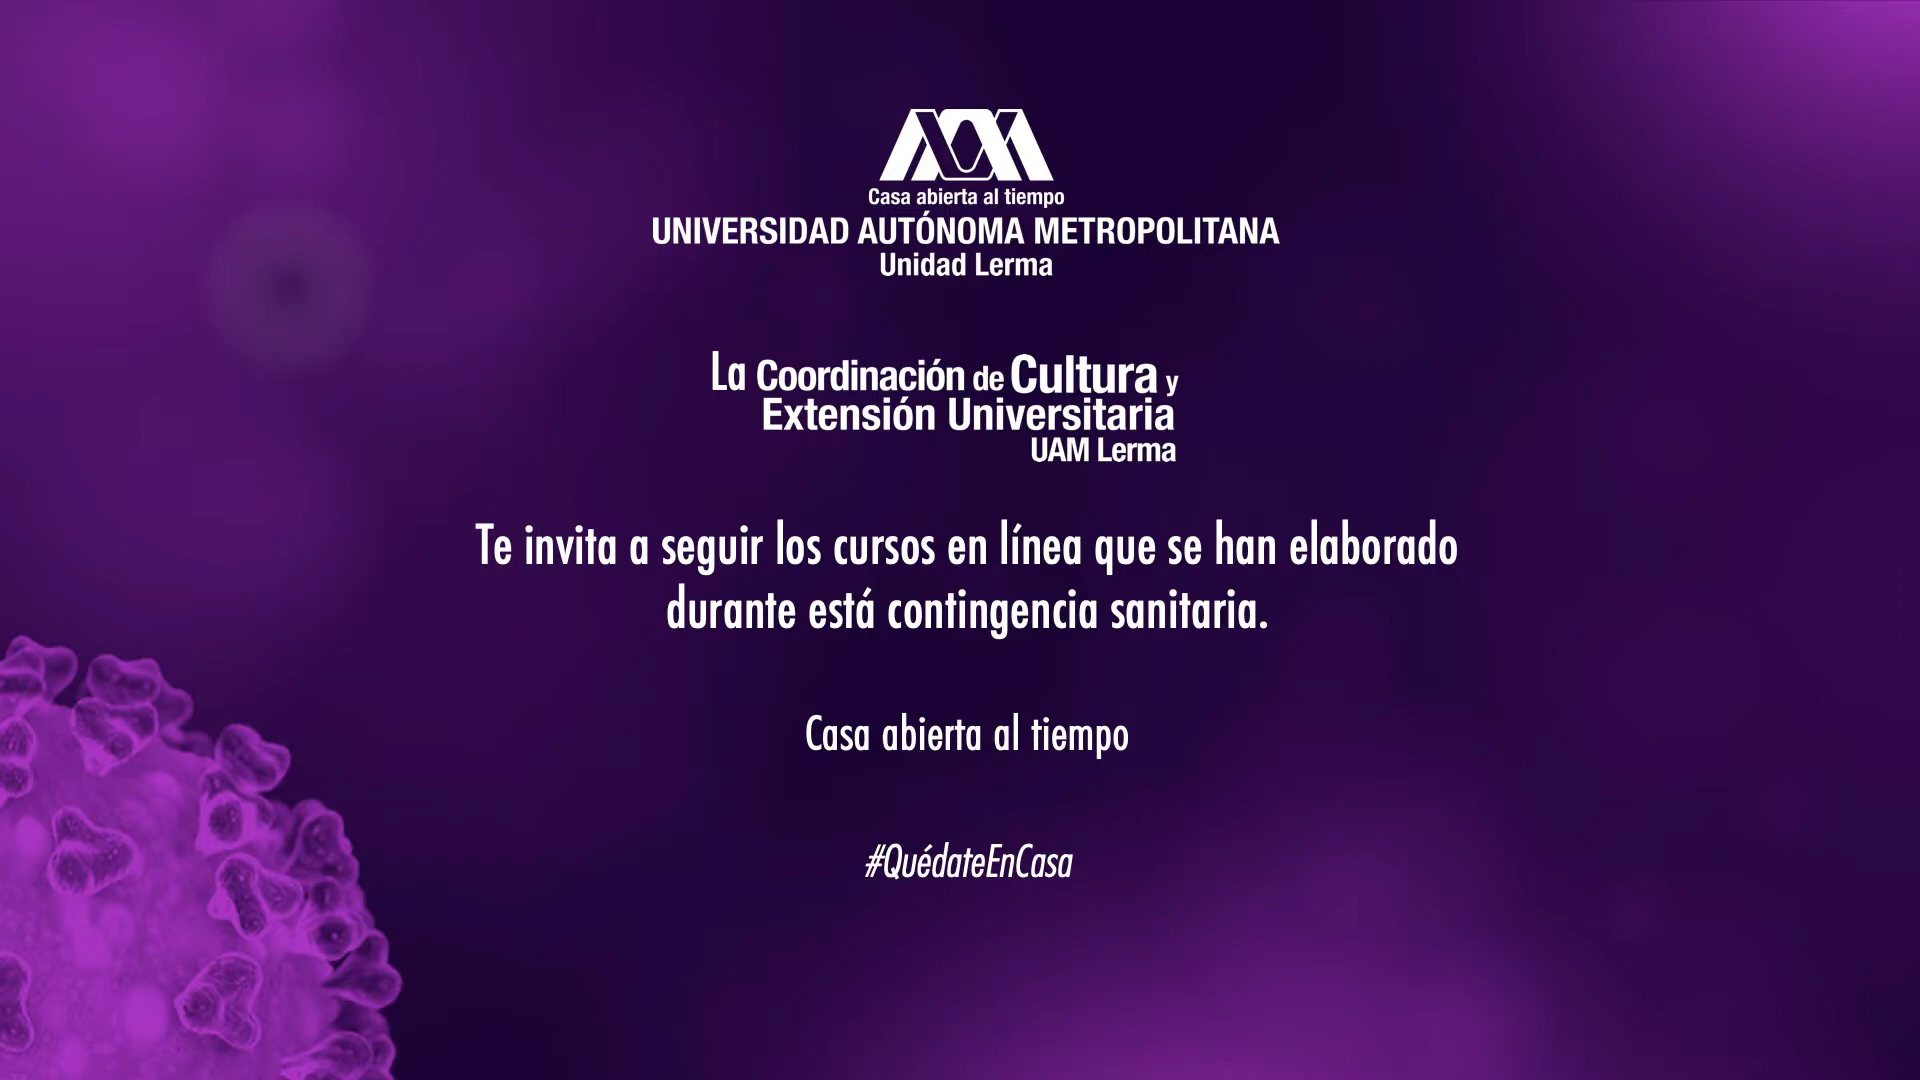 Casa abierta al tiempo
UNIVERSIDAD AUTÓNOMA METROPOLITANA
Unidad Lerma
La Coordinación de Cultura y
Extensión Universitaria
UAM Lerma
Te invita a seguir los cursos en línea que se han elaborado
durante está contingencia sanitaria.
Casa abierta al tiempo
#QuédateEnCasa